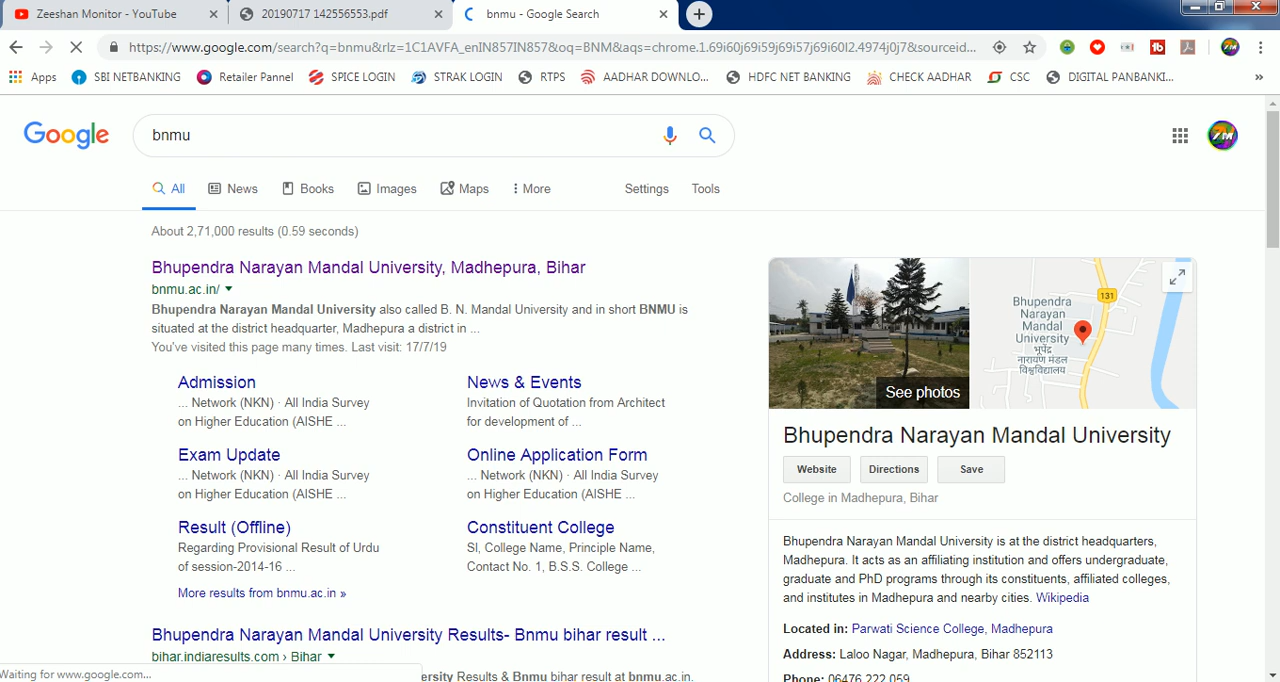 Zeeshan Monitor - YouTube
20190717 142556553.pdf
bnmu - Google Search
https://www.google.com/search?q=bnmu&rlz=1C1AVFA_enIN857IN857&oq=BNM&aqs=chrome.1.69i60j69i59j69i57j69i60l2.4974j0j7&sourceid...
Apps
SBI NETBANKING
Retailer Pannel
SPICE LOGIN
STRAK LOGIN
RTPS
AADHAR DOWNLO...
HDFC NET BANKING
CHECK AADHAR
CSC
DIGITAL PANBANKI...
Google
bnmu
ZM
All
News
Books
Images
Maps
More
Settings
Tools
About 2,71,000 results (0.59 seconds)
Bhupendra Narayan Mandal University, Madhepura, Bihar
bnmu.ac.in/
Bhupendra Narayan Mandal University also called B. N. Mandal University and in short BNMU is
situated at the district headquarter, Madhepura a district in ...
You've visited this page many times. Last visit: 17/7/19
Admission
... Network (NKN) · All India Survey
on Higher Education (AISHE ...
News & Events
Invitation of Quotation from Architect
for development of ...
Exam Update
... Network (NKN) · All India Survey
on Higher Education (AISHE ...
Online Application Form
... Network (NKN) · All India Survey
on Higher Education (AISHE ...
Result (Offline)
Regarding Provisional Result of Urdu
of session-2014-16 ...
Constituent College
Sl, College Name, Principle Name,
Contact No. 1, B.S.S. College ...
More results from bnmu.ac.in »
Bhupendra Narayan Mandal University Results- Bnmu bihar result ...
bihar.indiaresults.com › Bihar
ersity Results & Bnmu bihar result at bnmu.ac.in.
Waiting for www.google.com...
See photos
131
Bhupendra
Narayan
Mandal
University
भूपेंद्र
नारायण मंडल
विश्वविद्यालय
Bhupendra Narayan Mandal University
Website
Directions
Save
College in Madhepura, Bihar
Bhupendra Narayan Mandal University is at the district headquarters,
Madhepura. It acts as an affiliating institution and offers undergraduate,
graduate and PhD programs through its constituents, affiliated colleges,
and institutes in Madhepura and nearby cities. Wikipedia
Located in: Parwati Science College, Madhepura
Address: Laloo Nagar, Madhepura, Bihar 852113
Phone: 06476 222 059